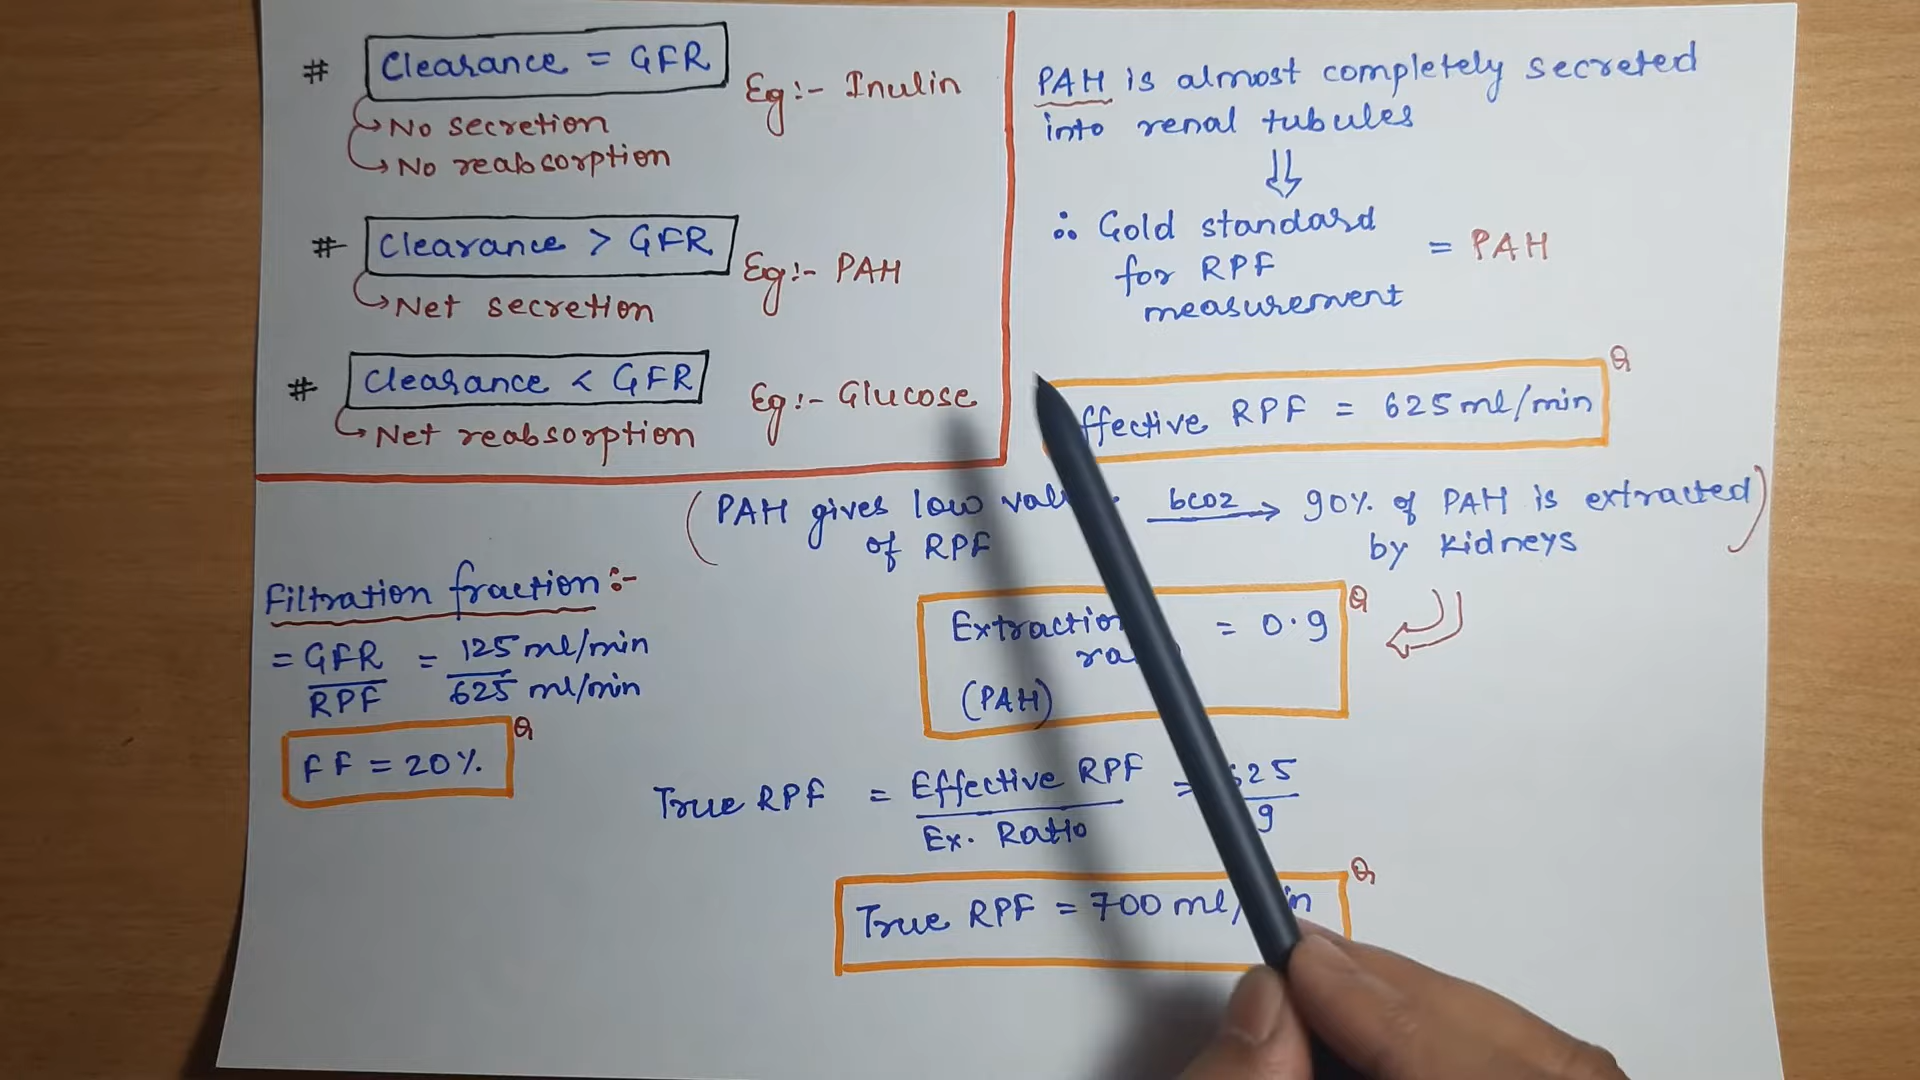 # Clearance = GFR
Eg:- Inulin
No secretion
No reabsorption
# Clearance > GFR
Eg:- PAH
Net secretion
# Clearance < GFR
Eg:- Glucose
Net reabsorption
PAH is almost completely secreted
into renal tubules
∴ Gold standard
for RPF
measurement
= PAH
ffective RPF = 625 ml/min
(PAH gives low val bcoz 90% of PAH is extracted)
of RPF
by kidneys
Filtration fraction :-
= GFR = 125 ml/min
RPF 625 ml/min
FF = 20%
Extraction = 0.9
(PAH)
True RPF = Effective RPF =
Ex. Ratio
True RPF = 700 ml/